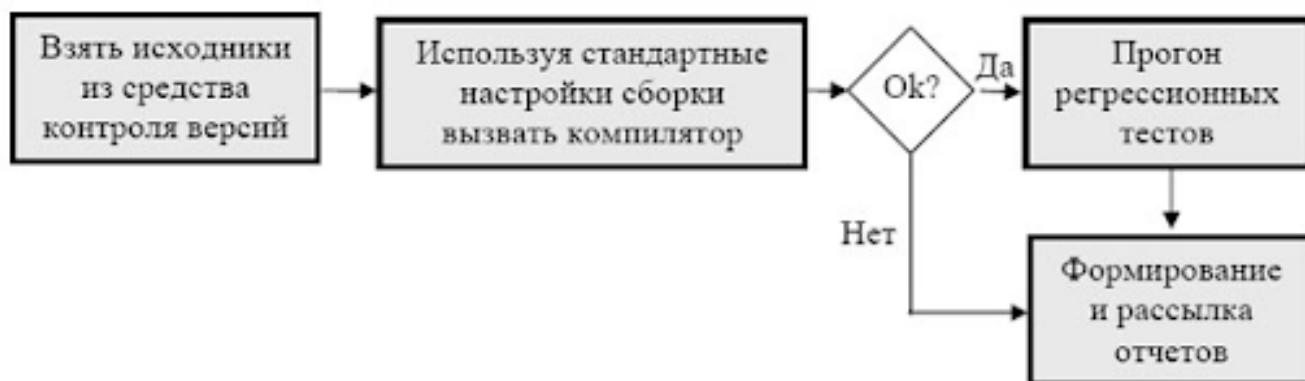 Взять исходники
из средства
контроля версий
Используя стандартные
настройки сборки
вызвать компилятор
Ok?
Да
Прогон
регрессионных
тестов
Нет
Формирование
и рассылка
отчетов